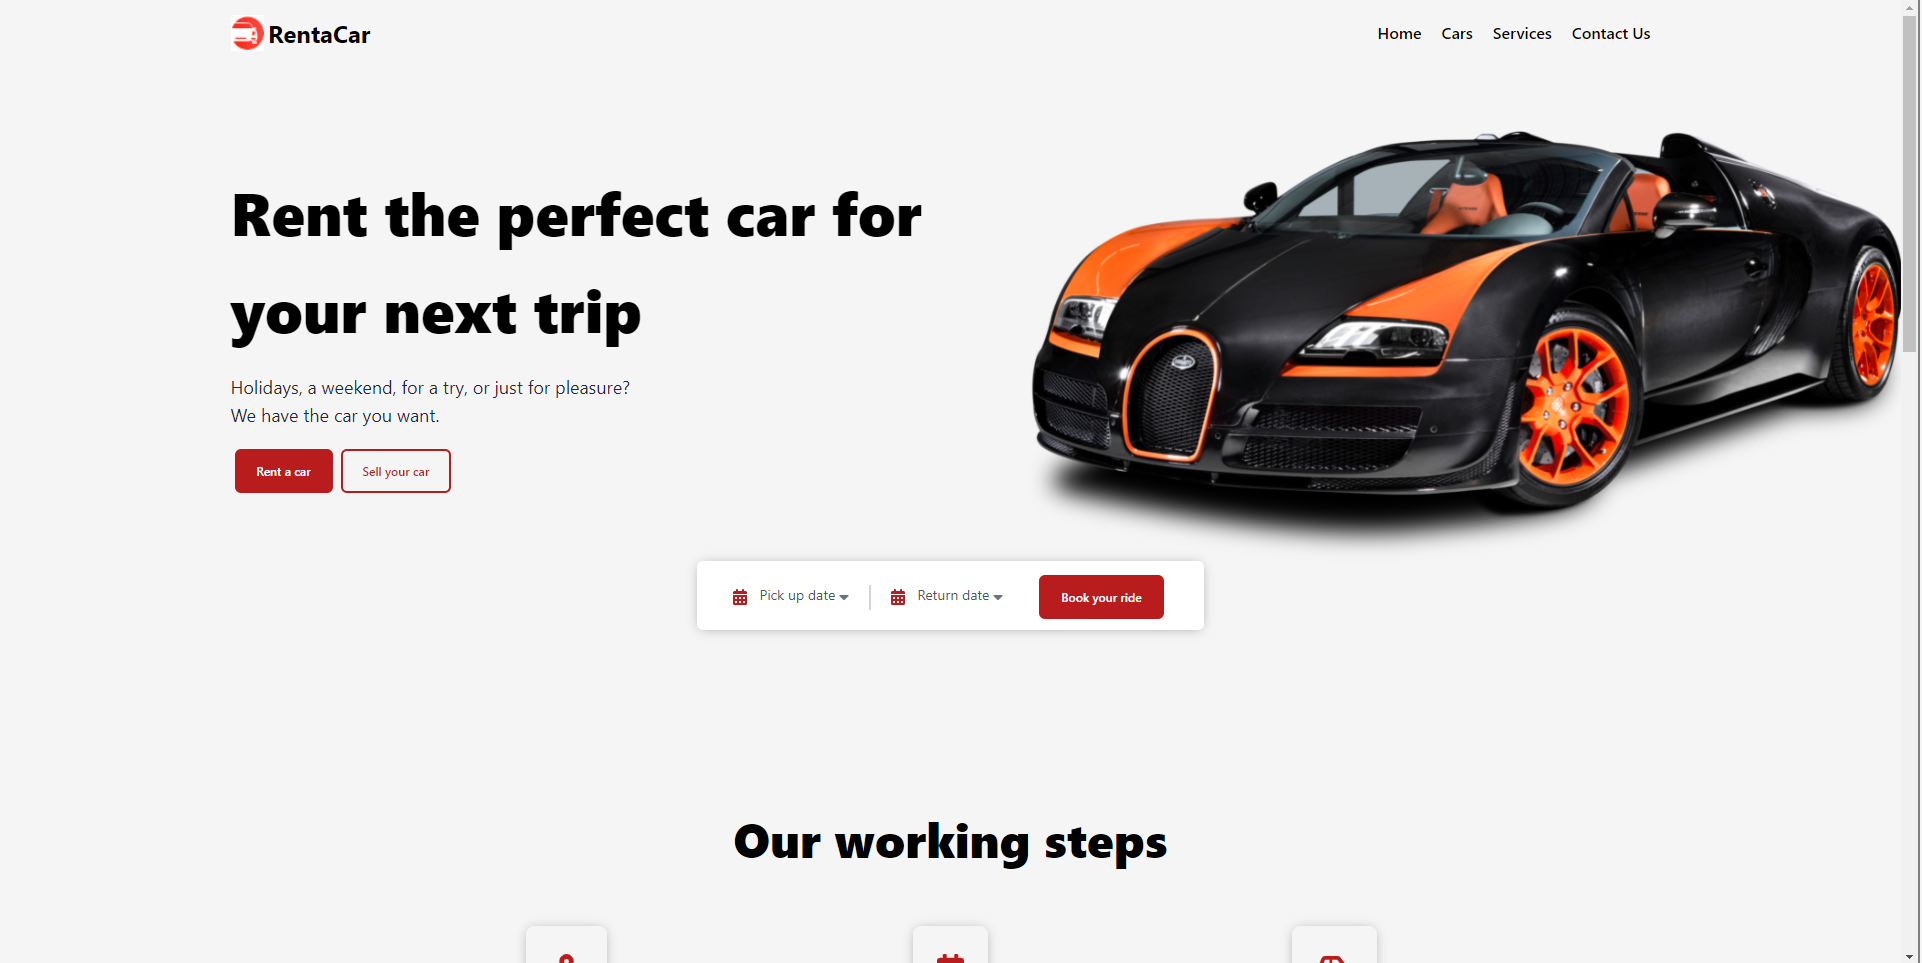 RentaCar
Home
Cars
Services
Contact Us
Rent the perfect car for
your next trip
Holidays, a weekend, for a try, or just for pleasure?
We have the car you want.
Rent a car
Sell your car
Pick up date
Return date
Book your ride
Our working steps